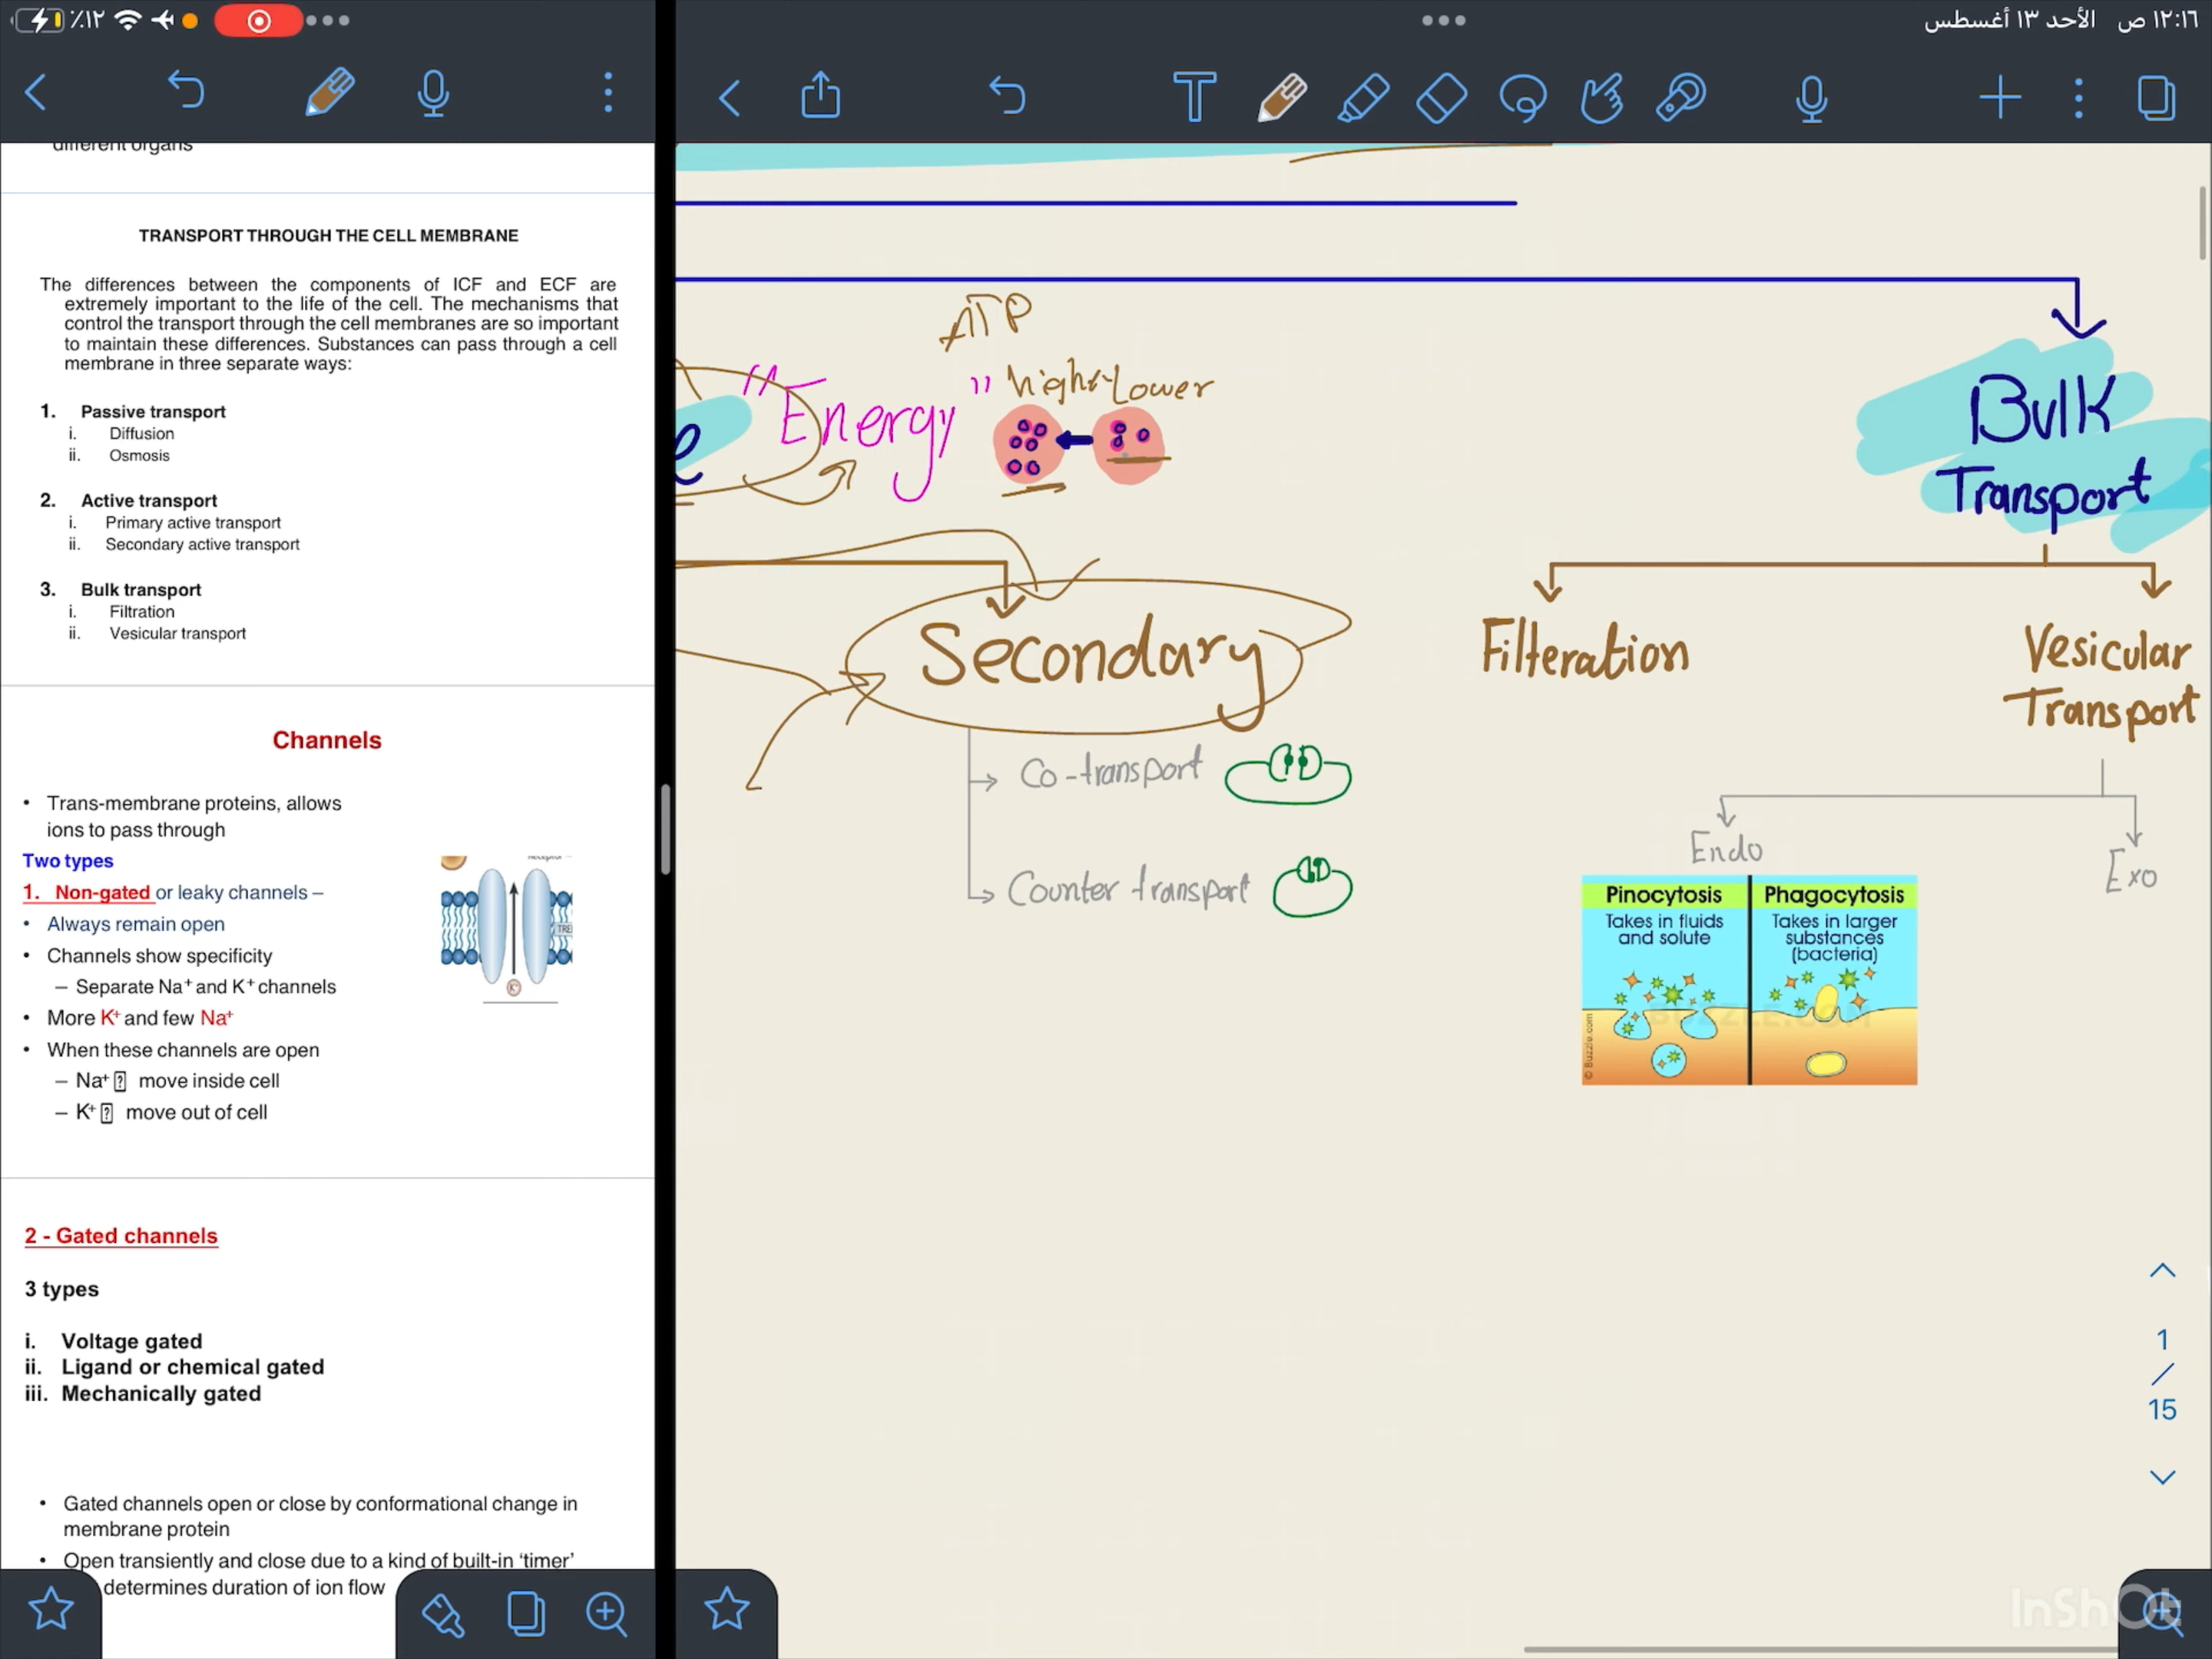 ٪١٢
١٢:١٦ ص  الأحد ١٣ أغسطس
different organs
TRANSPORT THROUGH THE CELL MEMBRANE
The differences between the components of ICF and ECF are
extremely important to the life of the cell. The mechanisms that
control the transport through the cell membranes are so important
to maintain these differences. Substances can pass through a cell
membrane in three separate ways:
1. Passive transport
i. Diffusion
ii. Osmosis
2. Active transport
i. Primary active transport
ii. Secondary active transport
3. Bulk transport
i. Filtration
ii. Vesicular transport
Channels
• Trans-membrane proteins, allows
ions to pass through
Two types
1. Non-gated or leaky channels –
• Always remain open
• Channels show specificity
– Separate Na+ and K+ channels
• More K+ and few Na+
• When these channels are open
– Na+ move inside cell
– K+ move out of cell
TRE
K+
2 - Gated channels
3 types
i. Voltage gated
ii. Ligand or chemical gated
iii. Mechanically gated
• Gated channels open or close by conformational change in
membrane protein
• Open transiently and close due to a kind of built-in ‘timer’
determines duration of ion flow
T
ATP
"Energy"
high-Lower
Bulk
Transport
Secondary
Filteration
Vesicular
Transport
Co-transport
Counter transport
Endo
Exo
Pinocytosis
Takes in fluids
and solute
Phagocytosis
Takes in larger
substances
(bacteria)
© Buzzle.com
BUZZLE.COM
1
/
15
InShOt